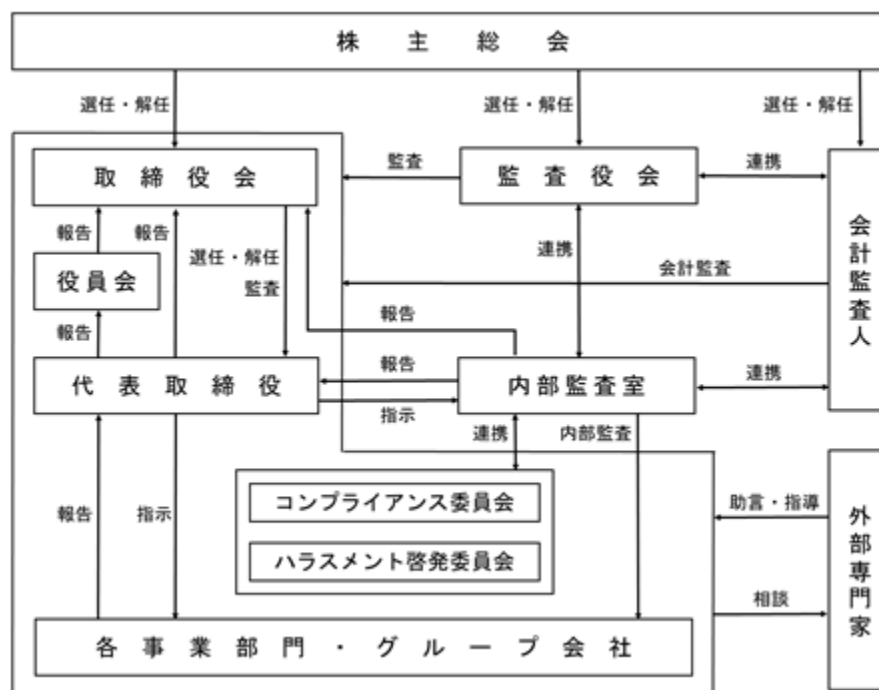 株主総会
選任・解任
選任・解任
選任・解任
取締役会
監査
監査役会
連携
会計監査人
報告
報告
選任・解任
監査
連携
会計監査
役員会
報告
報告
代表取締役
報告
指示
内部監査室
連携
連携
内部監査
コンプライアンス委員会
ハラスメント啓発委員会
報告
指示
助言・指導
相談
外部専門家
各事業部門・グループ会社